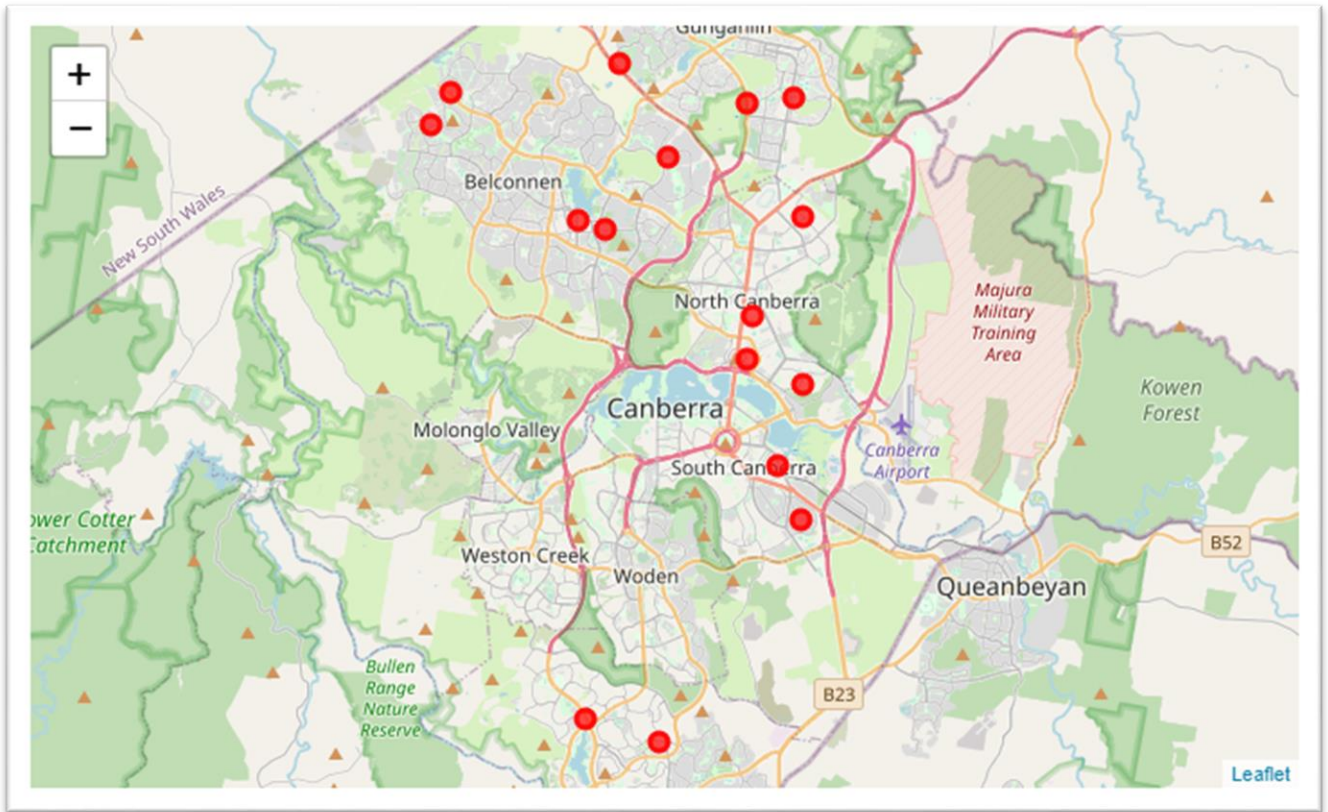 Gungahlin
+
−
Belconnen
New South Wales
North Canberra
Majura
Military
Training
Area
Kowen
Forest
Canberra
Molonglo Valley
Canberra
Airport
South Canberra
ower Cotter
Catchment
B52
Weston Creek
Woden
Queanbeyan
Bullen
Range
Nature
Reserve
B23
Leaflet